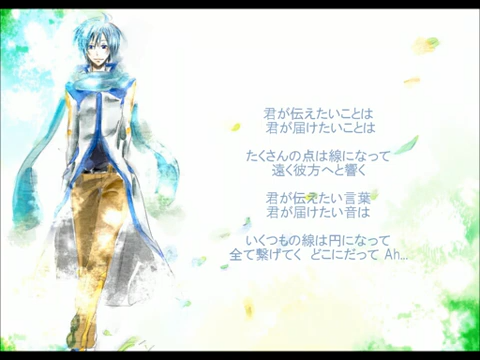 君が伝えたいことは
君が届けたいことは
たくさんの点は線になって
遠く彼方へと響く
君が伝えたい言葉
君が届けたい音は
いくつもの線は円になって
全て繋げてく どこにだって Ah...